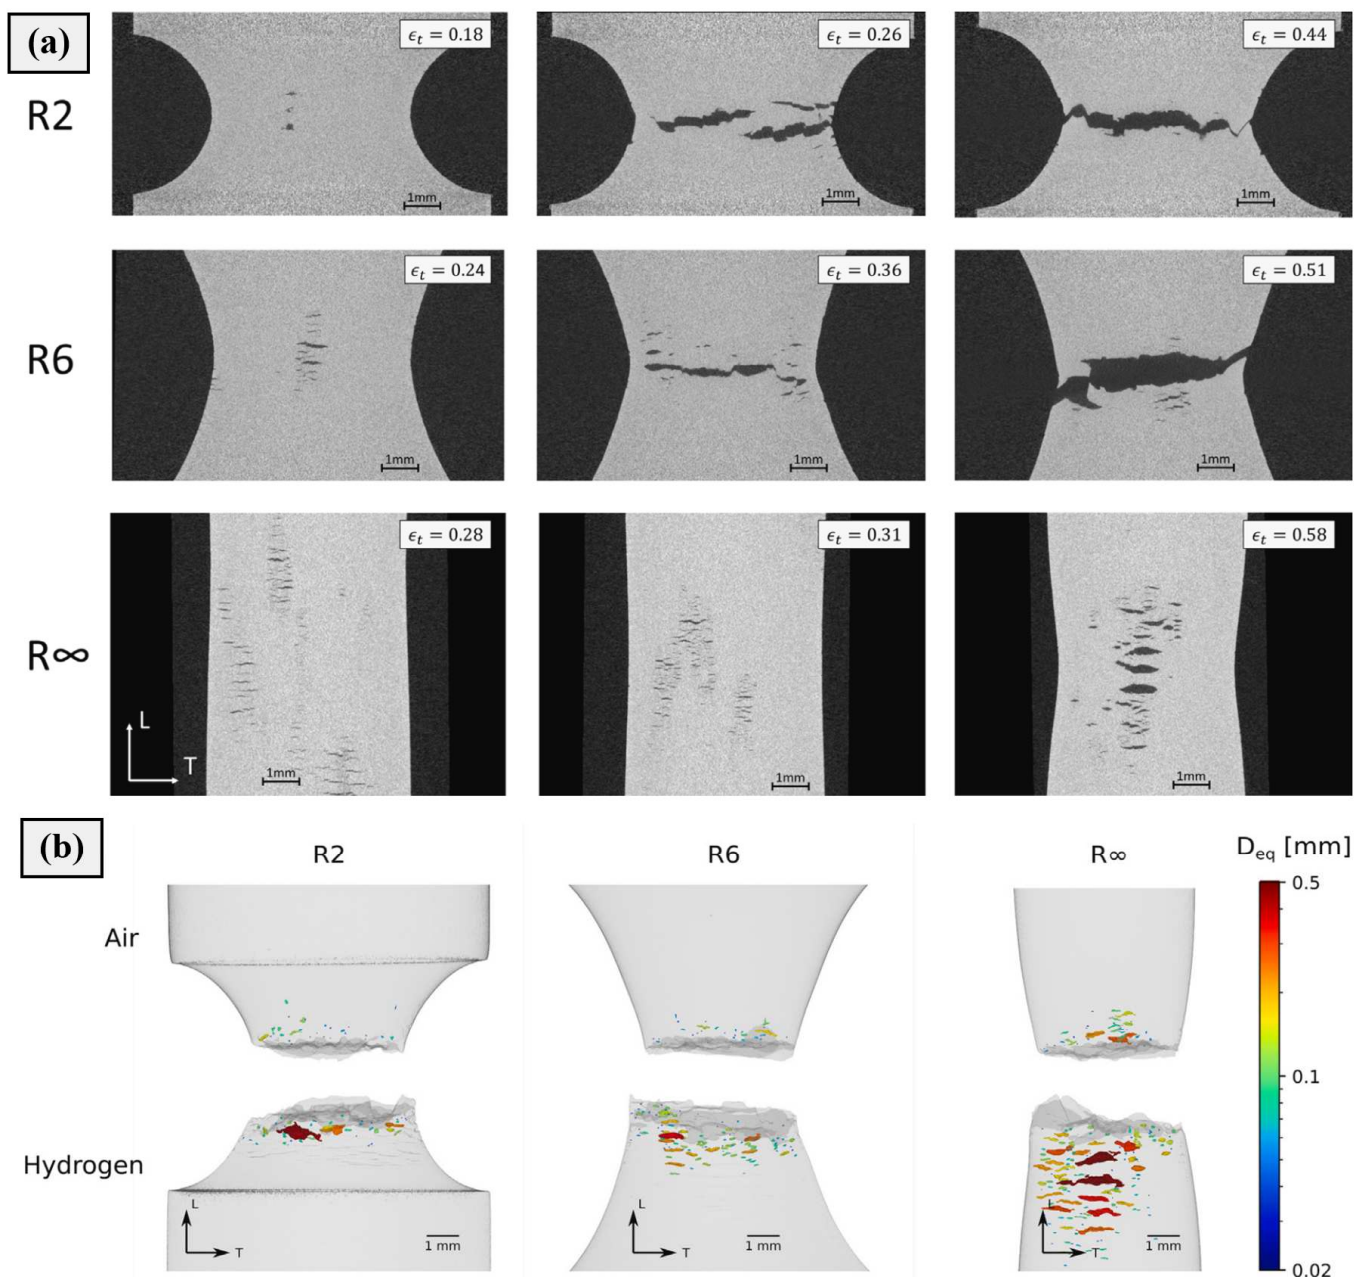 (a)
R2
ϵt = 0.18
1mm
ϵt = 0.26
1mm
ϵt = 0.44
1mm
R6
ϵt = 0.24
1mm
ϵt = 0.36
1mm
ϵt = 0.51
1mm
R∞
ϵt = 0.28
L
T
1mm
ϵt = 0.31
1mm
ϵt = 0.58
1mm
(b)
R2
R6
R∞
Deq [mm]
0.5
0.1
0.02
Air
Hydrogen
L
T
1 mm
L
T
1 mm
L
T
1 mm